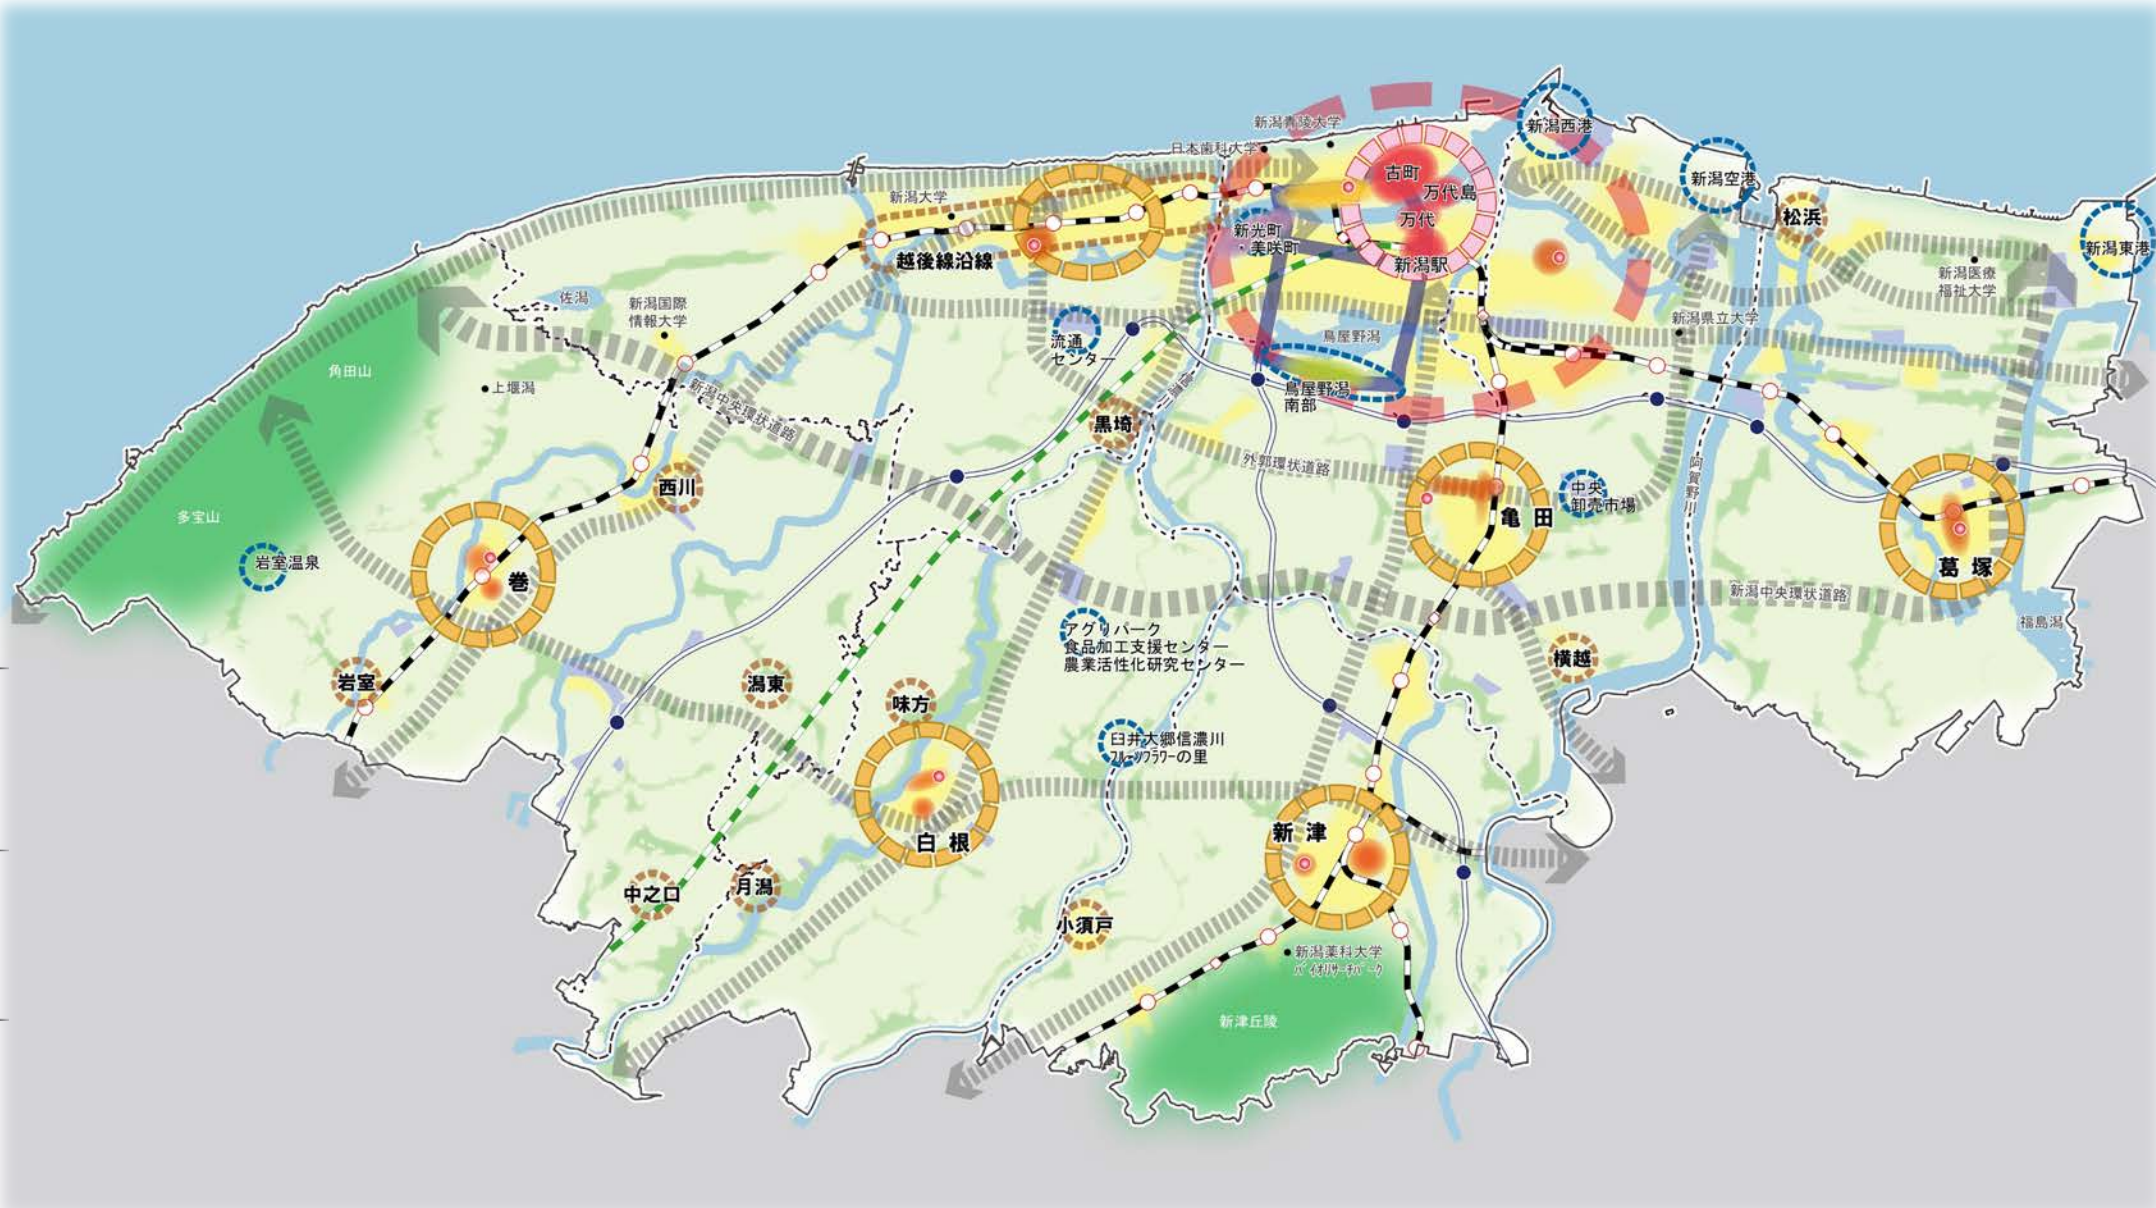 新潟青陵大学
日本歯科大学
新潟西港
古町
万代島
新潟空港
新潟大学
松浜
万代
新光町
・美咲町
新潟東港
越後線沿線
新潟駅
新潟医療
福祉大学
佐潟
新潟国際
情報大学
新潟県立大学
流通
センター
鳥屋野潟
角田山
上堰潟
新潟中央環状道路
鳥屋野潟
南部
黒埼
外郭環状道路
西川
中央
卸売市場
阿賀野川
多宝山
亀田
岩室温泉
巻
葛塚
新潟中央環状道路
福島潟
アグリパーク
食品加工支援センター
農業活性化研究センター
横越
岩室
潟東
味方
臼井大郷信濃川
フルーツフラワーの里
新津
白根
中之口
月潟
小須戸
新潟薬科大学
バイオリサーチパーク
新津丘陵